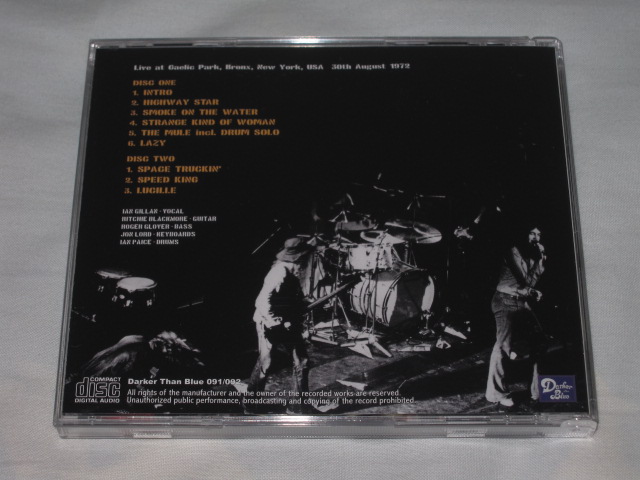 Live at Gaelic Park, Bronx, New York, USA 30th August 1972
DISC ONE
1. INTRO
2. HIGHWAY STAR
3. SMOKE ON THE WATER
4. STRANGE KIND OF WOMAN
5. THE MULE incl. DRUM SOLO
6. LAZY
DISC TWO
1. SPACE TRUCKIN'
2. SPEED KING
3. LUCILLE
IAN GILLAN - VOCAL
RITCHIE BLACKMORE - GUITAR
ROGER GLOVER - BASS
JON LORD - KEYBOARDS
IAN PAICE - DRUMS
COMPACT
disc
DIGITAL AUDIO
Darker Than Blue 091/092
All rights of the manufacturer and the owner of the recorded works are reserved.
Unauthorized public performance, broadcasting and copying of the record prohibited.
Darker
Blue